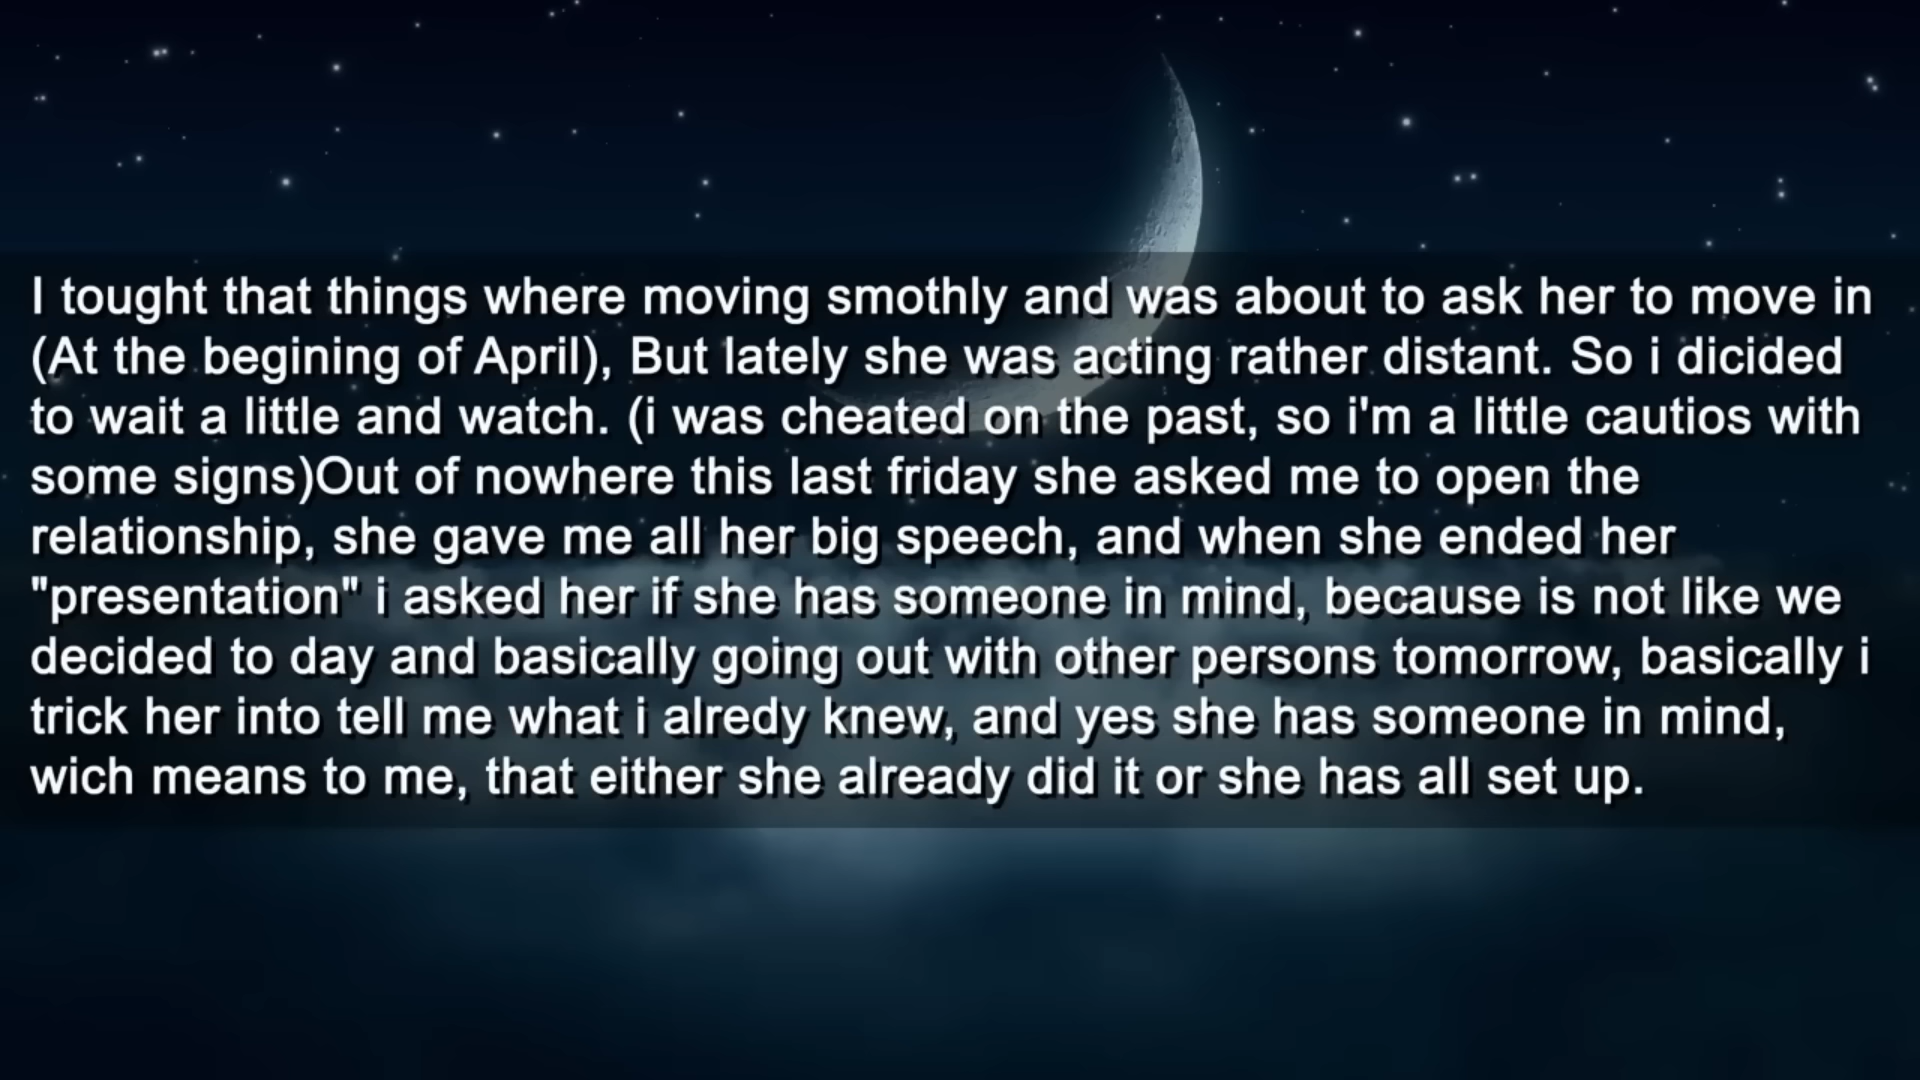 I tought that things where moving smothly and was about to ask her to move in
(At the begining of April), But lately she was acting rather distant. So i dicided
to wait a little and watch. (i was cheated on the past, so i'm a little cautios with
some signs)Out of nowhere this last friday she asked me to open the
relationship, she gave me all her big speech, and when she ended her
"presentation" i asked her if she has someone in mind, because is not like we
decided to day and basically going out with other persons tomorrow, basically i
trick her into tell me what i alredy knew, and yes she has someone in mind,
wich means to me, that either she already did it or she has all set up.